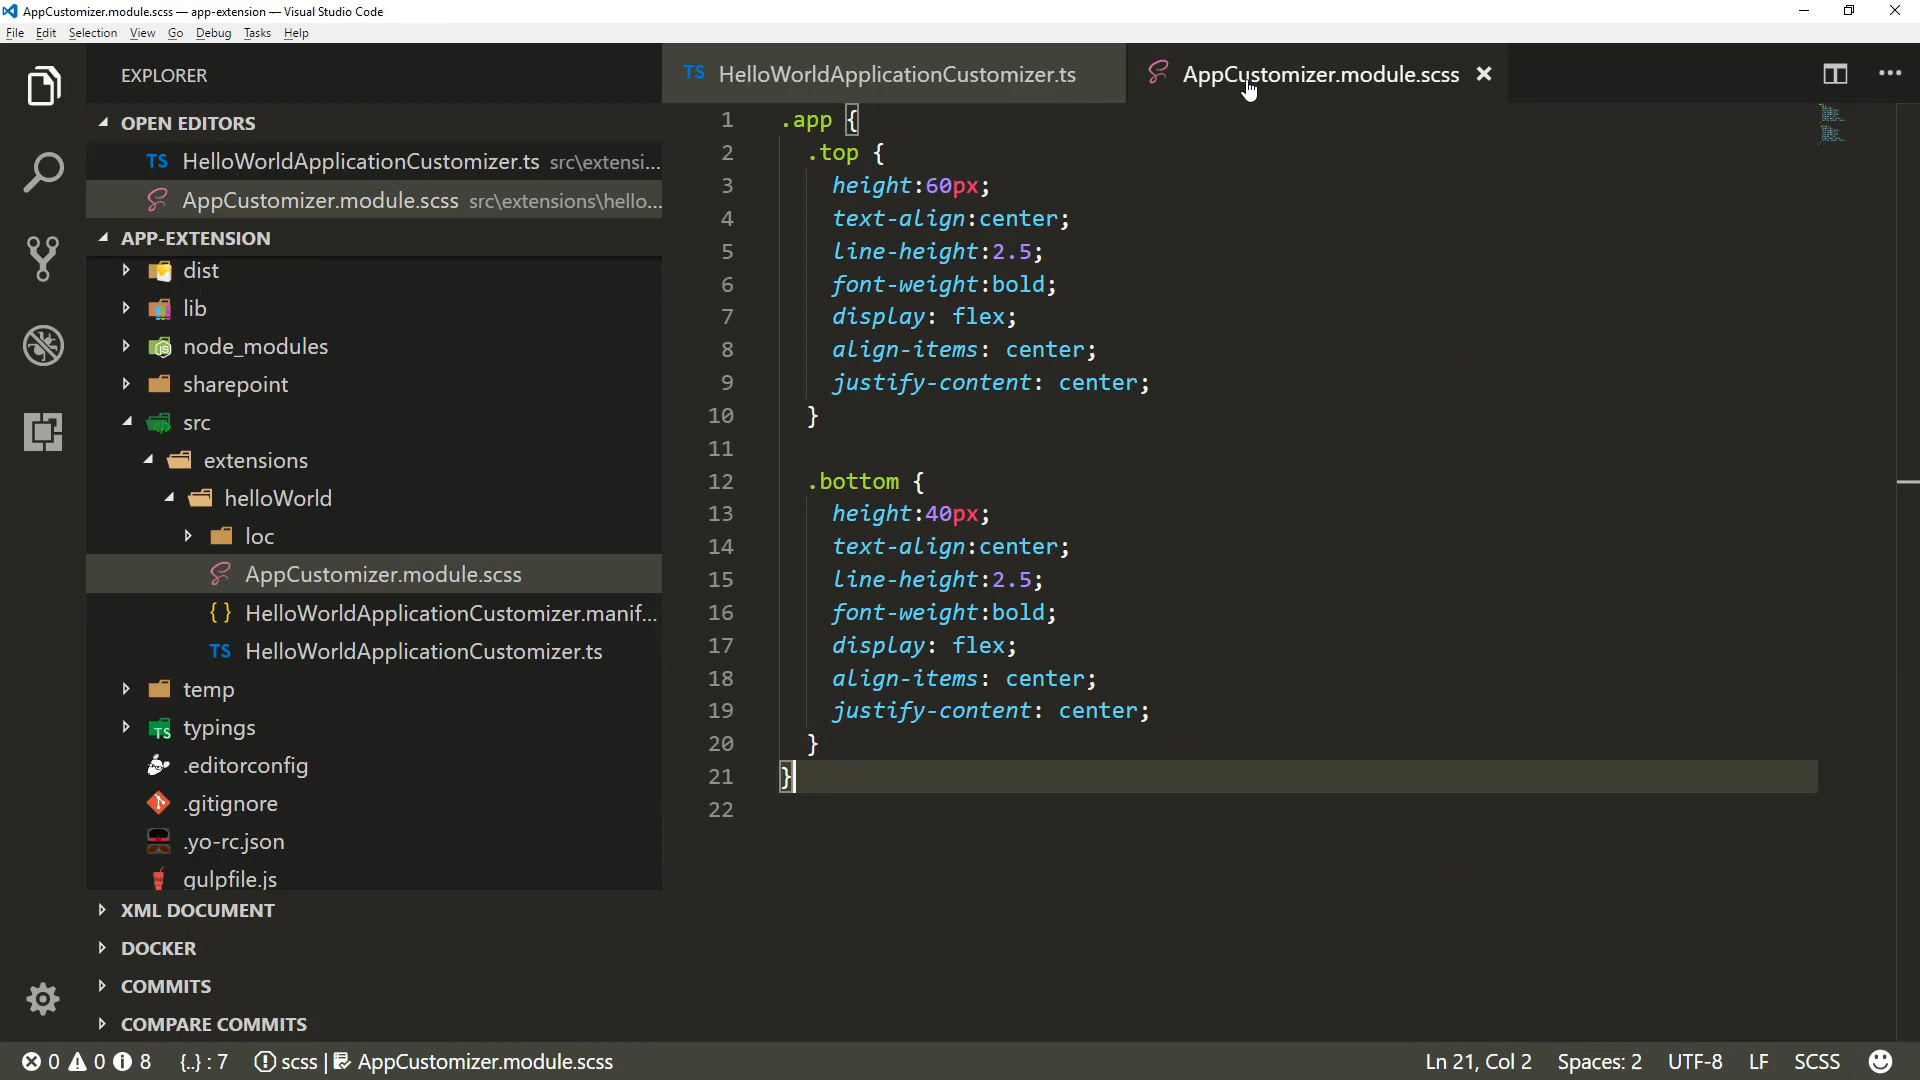 AppCustomizer.module.scss — app-extension — Visual Studio Code
File Edit Selection View Go Debug Tasks Help
EXPLORER
TS HelloWorldApplicationCustomizer.ts
AppCustomizer.module.scss
OPEN EDITORS
TS HelloWorldApplicationCustomizer.ts src\extensi...
AppCustomizer.module.scss src\extensions\hello...
APP-EXTENSION
dist
lib
node_modules
sharepoint
src
extensions
helloWorld
loc
AppCustomizer.module.scss
{ } HelloWorldApplicationCustomizer.manif...
TS HelloWorldApplicationCustomizer.ts
temp
typings
.editorconfig
.gitignore
.yo-rc.json
gulpfile.js
XML DOCUMENT
DOCKER
COMMITS
COMPARE COMMITS
1 .app {
2 .top {
3 height:60px;
4 text-align:center;
5 line-height:2.5;
6 font-weight:bold;
7 display: flex;
8 align-items: center;
9 justify-content: center;
10 }
11
12 .bottom {
13 height:40px;
14 text-align:center;
15 line-height:2.5;
16 font-weight:bold;
17 display: flex;
18 align-items: center;
19 justify-content: center;
20 }
21 }
22
0 0 8 {..} : 7 scss | AppCustomizer.module.scss Ln 21, Col 2 Spaces: 2 UTF-8 LF SCSS